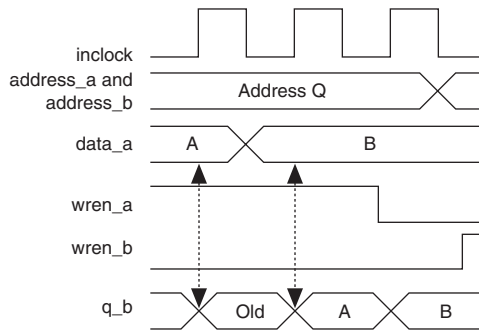 inclock
address_a and
address_b
Address Q
data_a
A
B
wren_a
wren_b
q_b
Old
A
B